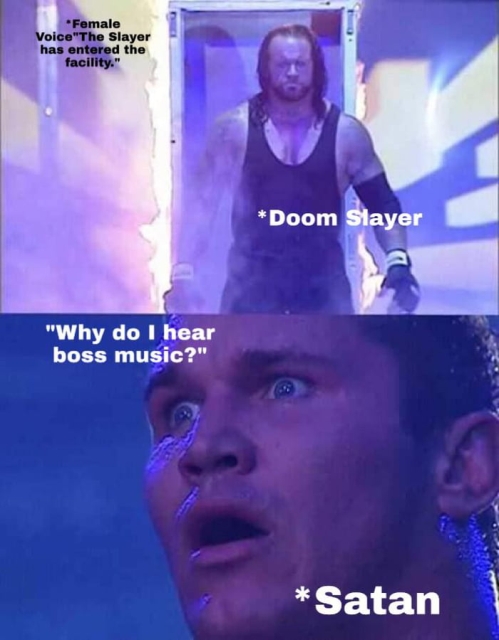 *Female
Voice"The Slayer
has entered the
facility."
*Doom Slayer
"Why do I hear
boss music?"
*Satan